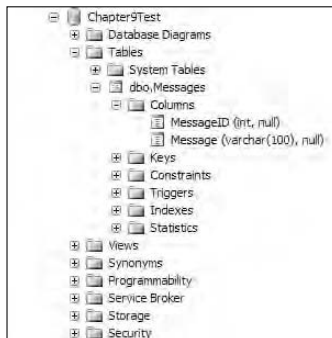 Chapter9Test
Database Diagrams
Tables
System Tables
dbo.Messages
Columns
MessageID (int, null)
Message (varchar(100), null)
Keys
Constraints
Triggers
Indexes
Statistics
Views
Synonyms
Programmability
Service Broker
Storage
Security